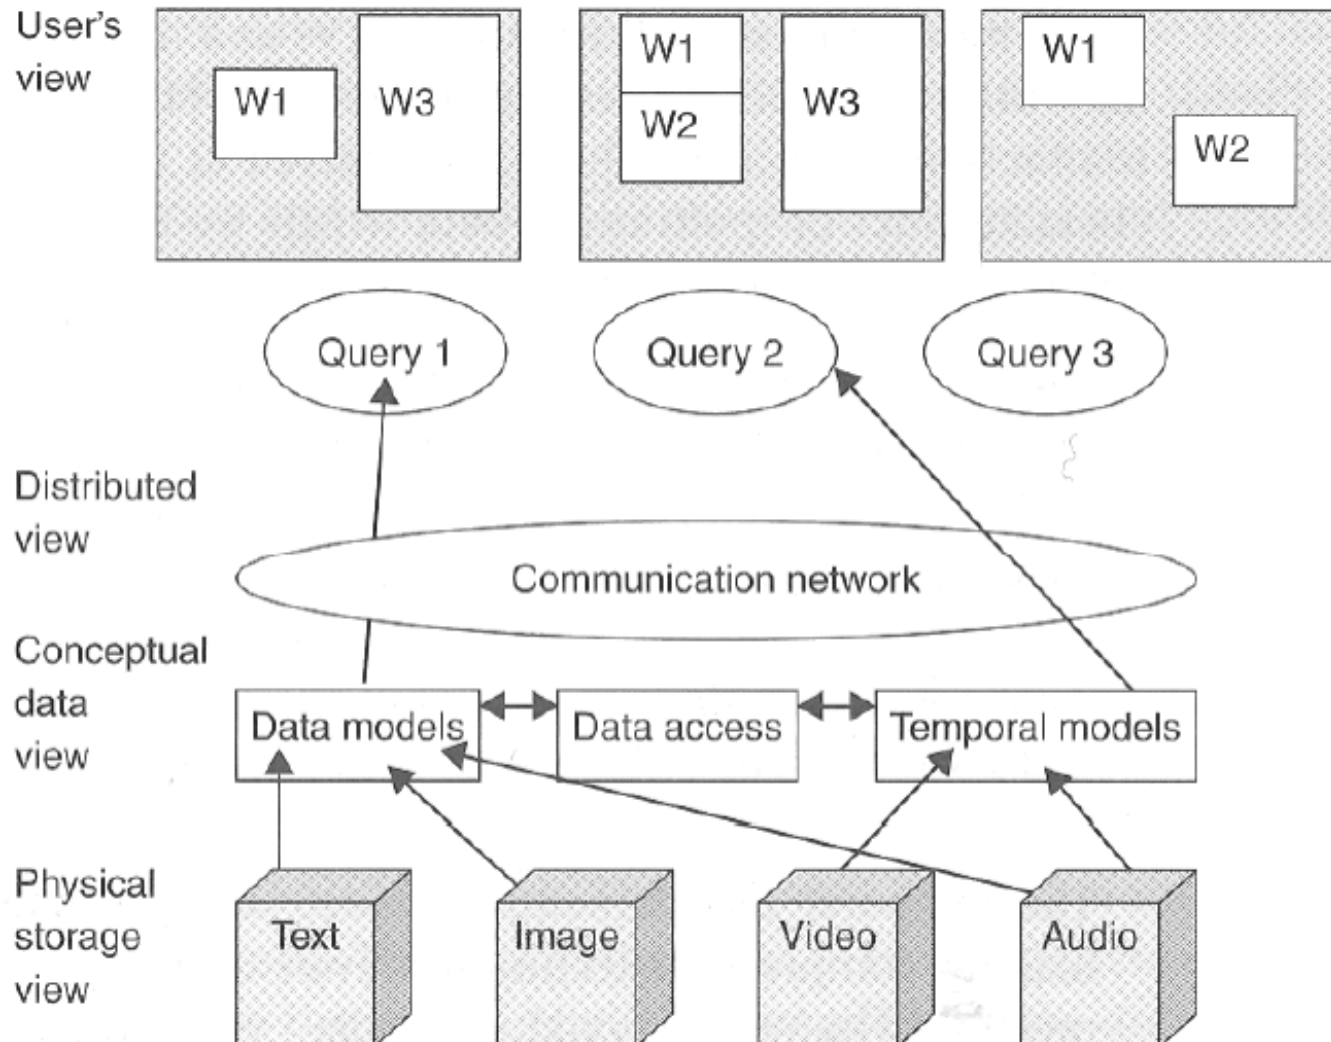 User's
view
W1
W3
W1
W2
W3
W1
W2
Query 1
Query 2
Query 3
Distributed
view
Communication network
Conceptual
data
view
Data models
Data access
Temporal models
Physical
storage
view
Text
Image
Video
Audio